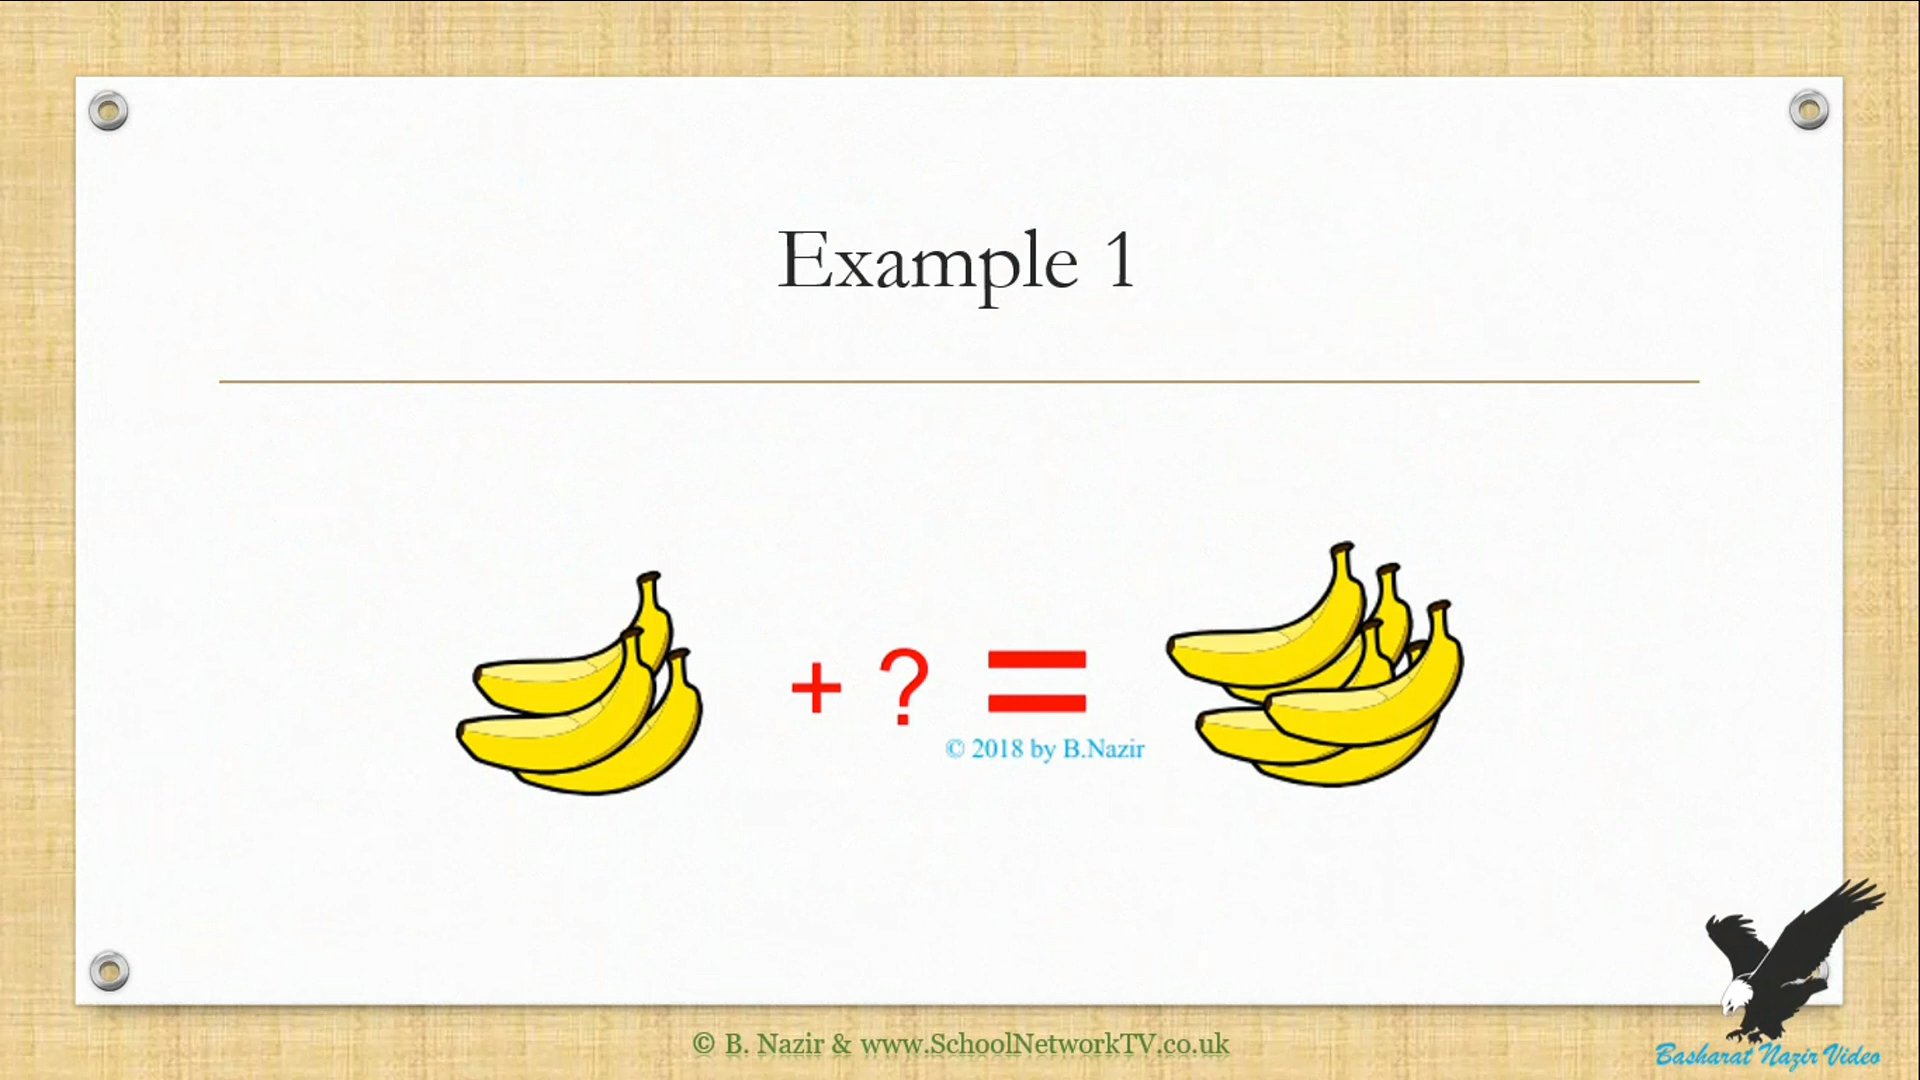 Example 1
+ ? =
© 2018 by B.Nazir
© B. Nazir & www.SchoolNetworkTV.co.uk
Basharat Nazir Video